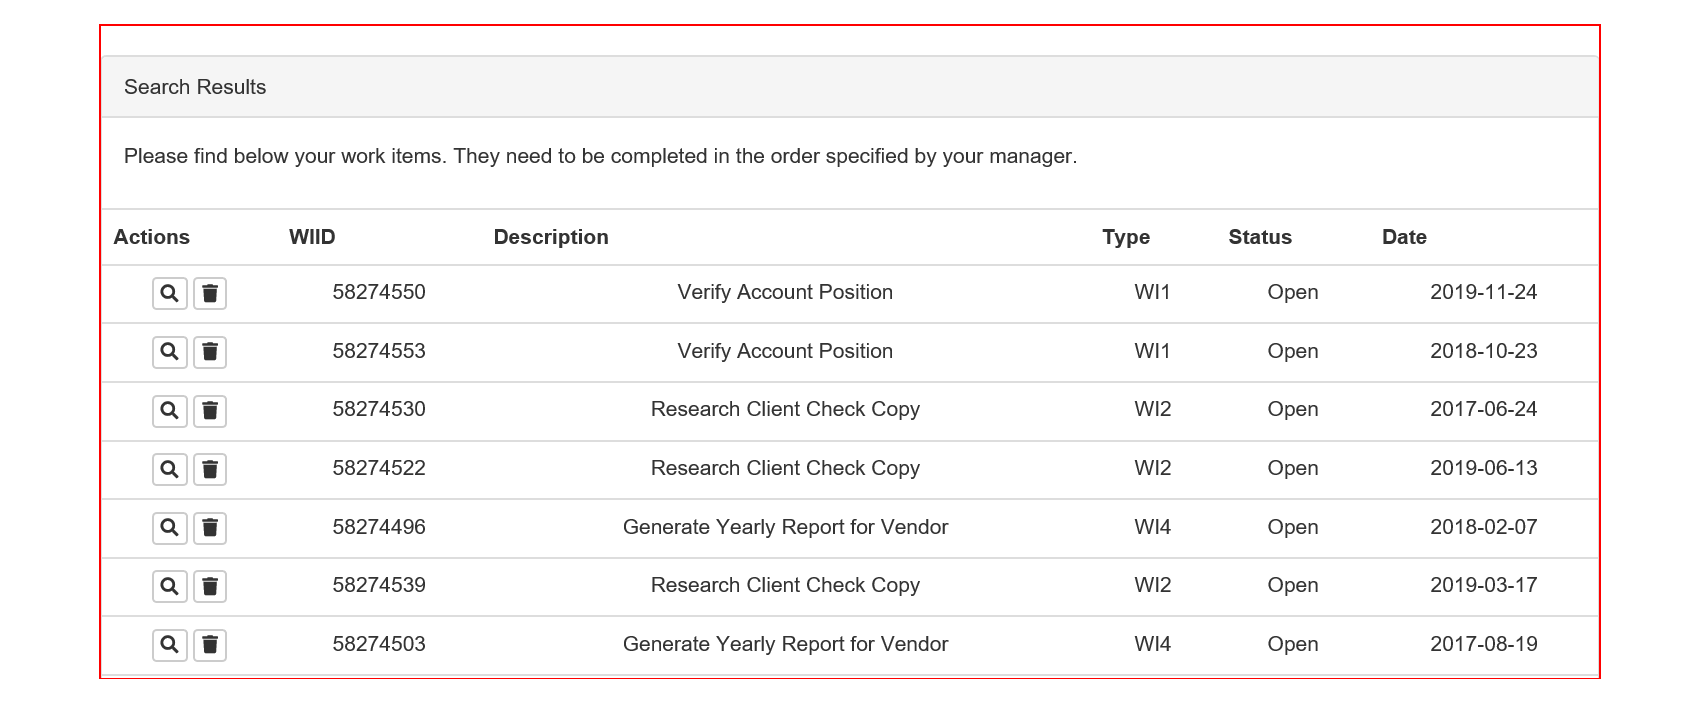 Search Results
Please find below your work items. They need to be completed in the order specified by your manager.
Actions WIID Description Type Status Date
58274550 Verify Account Position WI1 Open 2019-11-24
58274553 Verify Account Position WI1 Open 2018-10-23
58274530 Research Client Check Copy WI2 Open 2017-06-24
58274522 Research Client Check Copy WI2 Open 2019-06-13
58274496 Generate Yearly Report for Vendor WI4 Open 2018-02-07
58274539 Research Client Check Copy WI2 Open 2019-03-17
58274503 Generate Yearly Report for Vendor WI4 Open 2017-08-19